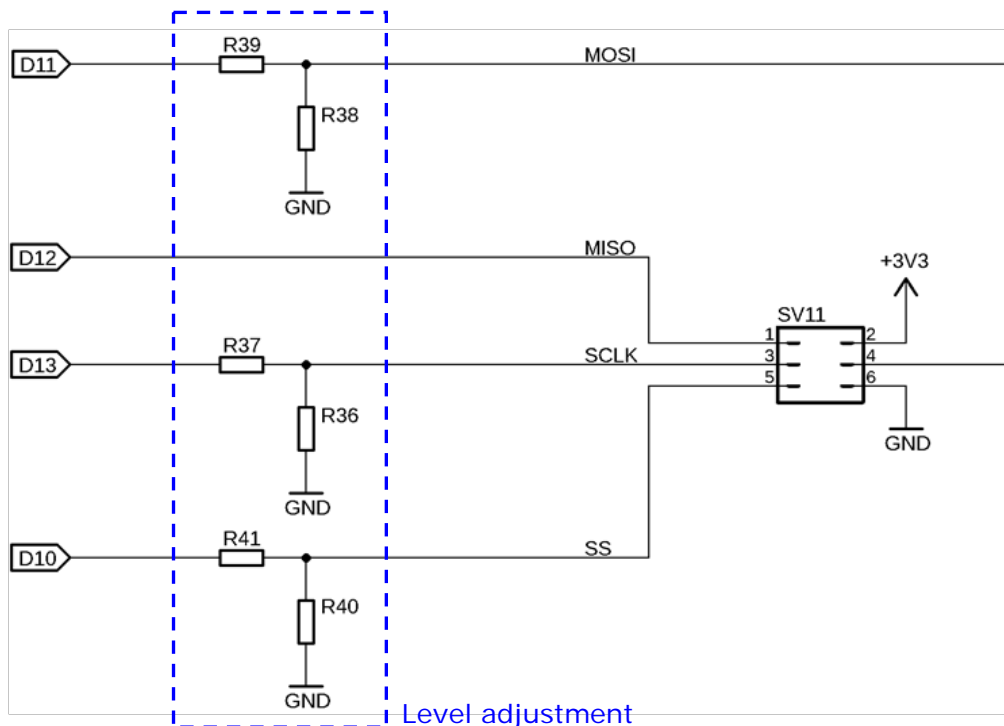 R39
D11
MOSI
R38
GND
D12
MISO
+3V3
SV11
1
2
R37
D13
SCLK
3
4
5
6
R36
GND
GND
R41
D10
SS
R40
GND
Level adjustment